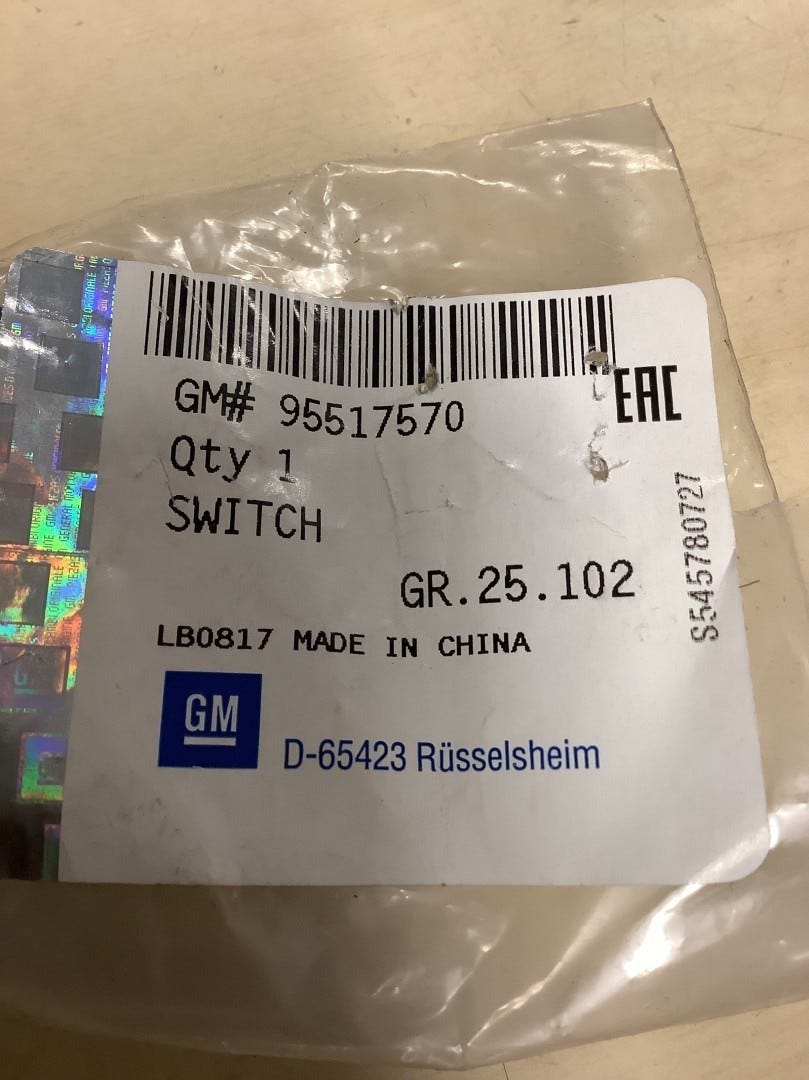 GM# 95517570
EAC
Qty 1
SWITCH
GR.25.102
S545780727
LB0817 MADE IN CHINA
GM
D-65423 Rüsselsheim